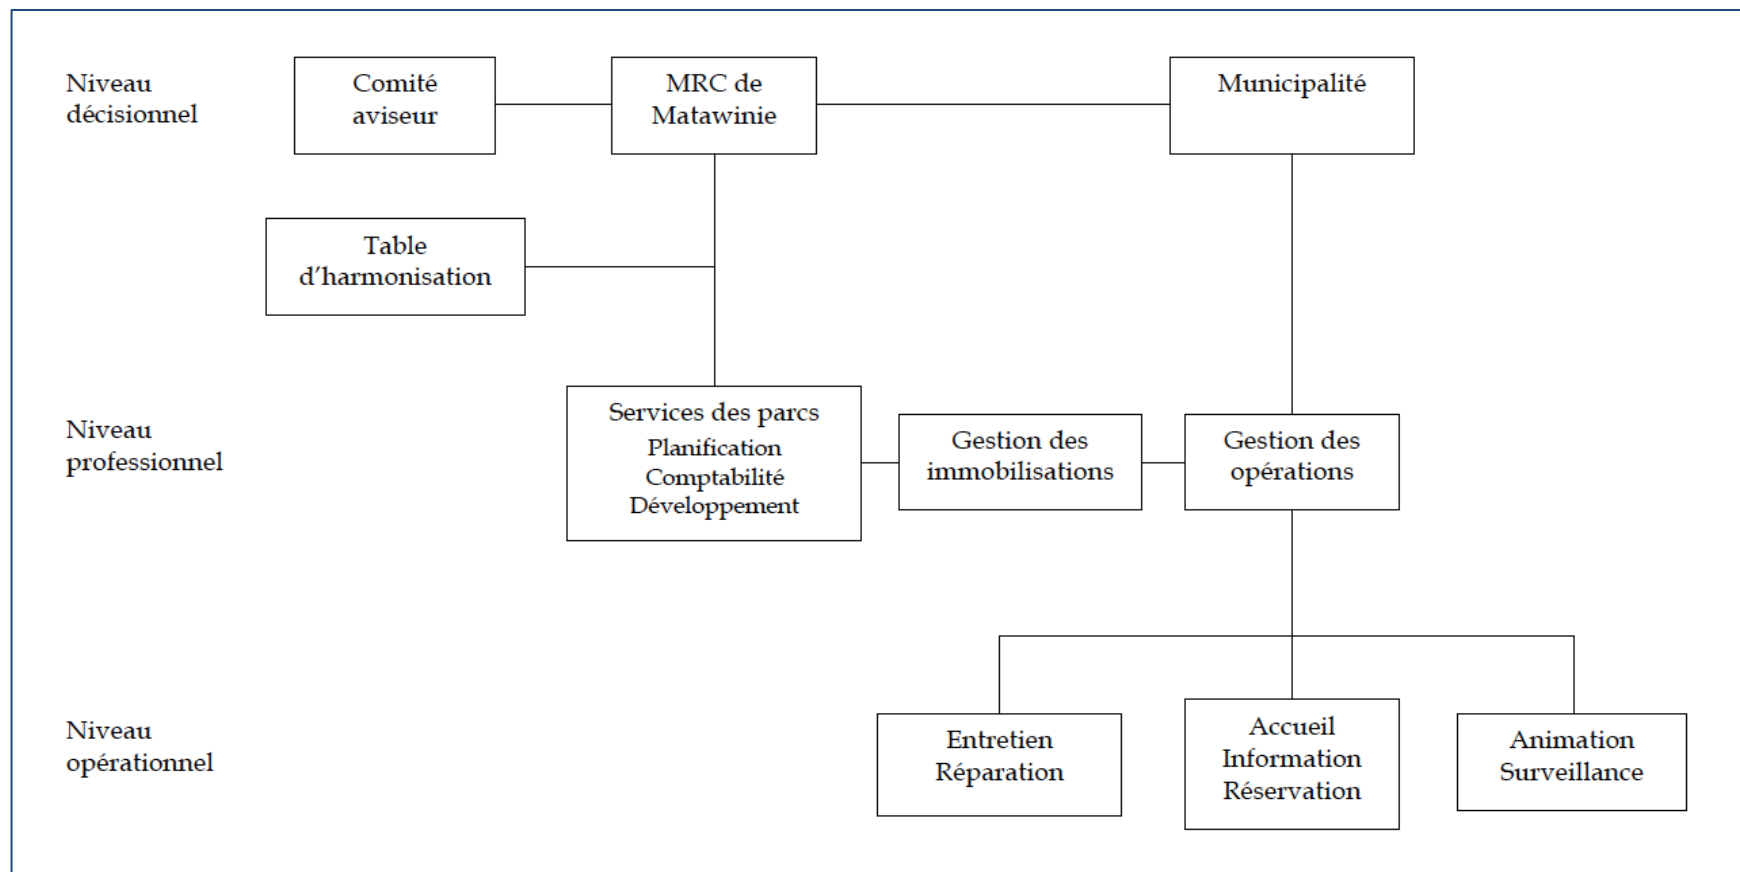 Niveau
décisionnel
Comité
aviseur
MRC de
Matawinie
Municipalité
Table
d'harmonisation
Niveau
professionnel
Services des parcs
Planification
Comptabilité
Développement
Gestion des
immobilisations
Gestion des
opérations
Niveau
opérationnel
Entretien
Réparation
Accueil
Information
Réservation
Animation
Surveillance